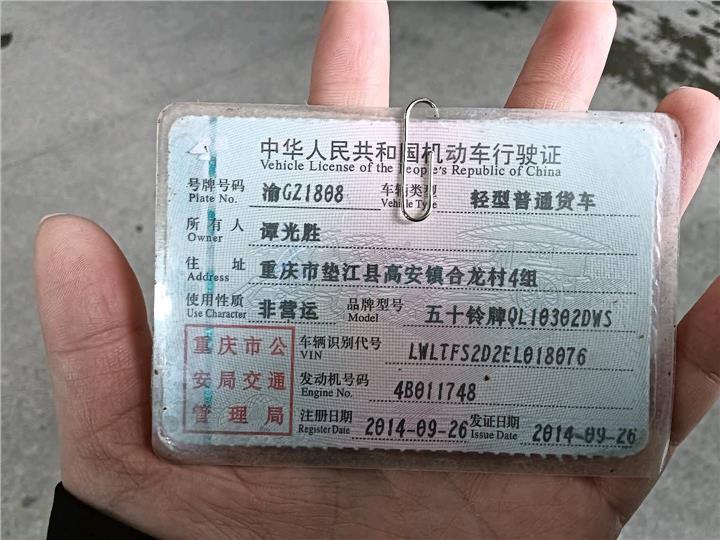 中华人民共和国机动车行驶证
Vehicle License of the People's Republic of China
号牌号码 渝GZ1808 车辆类型 轻型普通货车
Plate No. Vehicle Type
所有人 谭光胜
Owner
住址 重庆市垫江县高安镇合龙村4组
Address
使用性质 非营运 品牌型号 五十铃牌QL10302DWS
Use Character Model
重庆市公
安局交通
管理局
车辆识别代号 LWLTFS2D2EL018076
VIN
发动机号码 4B011748
Engine No.
注册日期 2014-09-26 发证日期 2014-09-26
Register Date Issue Date